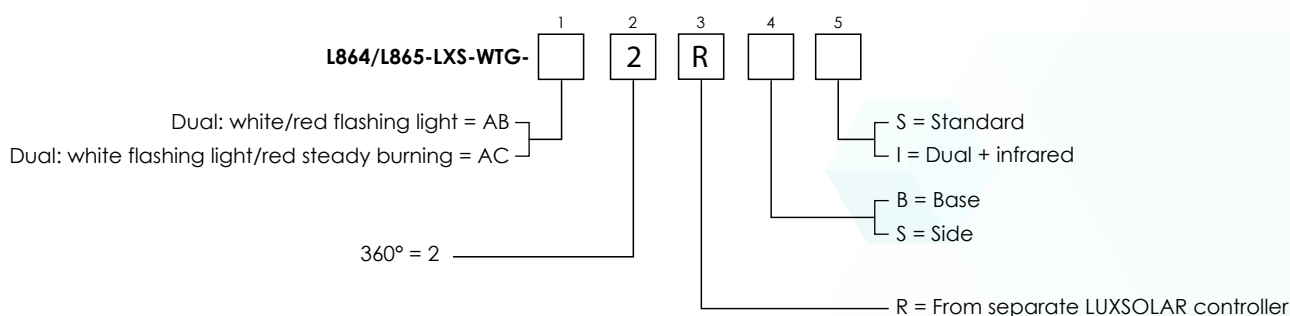 1 2 3 4 5
L864/L865-LXS-WTG- 2 R
Dual: white/red flashing light = AB
Dual: white flashing light/red steady burning = AC
S = Standard
I = Dual + infrared
B = Base
S = Side
360° = 2
R = From separate LUXSOLAR controller